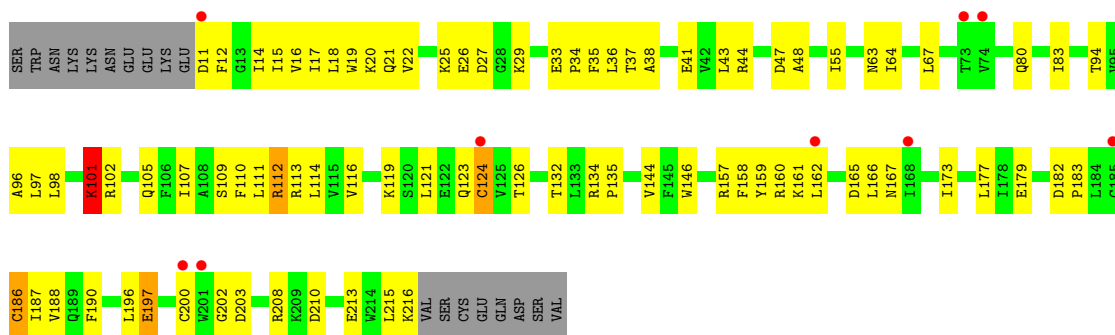 SER TRP ASN LYS LYS ASN GLU GLU LYS GLU D11 F12 G13 I14 I15 V16 I17 L18 W19 K20 Q21 V22 K25 E26 D27 G28 K29 E33 P34 F35 L36 T37 A38 E41 V42 L43 R44 D47 A48 I55 N63 I64 L67 T73 V74 Q80 I83 T94 V95
A96 L97 L98 K101 R102 Q105 F106 I107 A108 S109 F110 L111 R112 R113 L114 V115 V116 K119 S120 L121 E122 Q123 C124 V125 T126 T132 L133 R134 P135 V144 F145 W146 R157 F158 Y159 R160 K161 L162 D165 L166 N167 I168 I173 L177 I178 E179 D182 P183 L184 C185
C186 I187 V188 Q189 F190 L196 E197 C200 W201 G202 D203 R208 K209 D210 E213 W214 L215 K216 VAL SER CYS GLU GLN ASP SER VAL